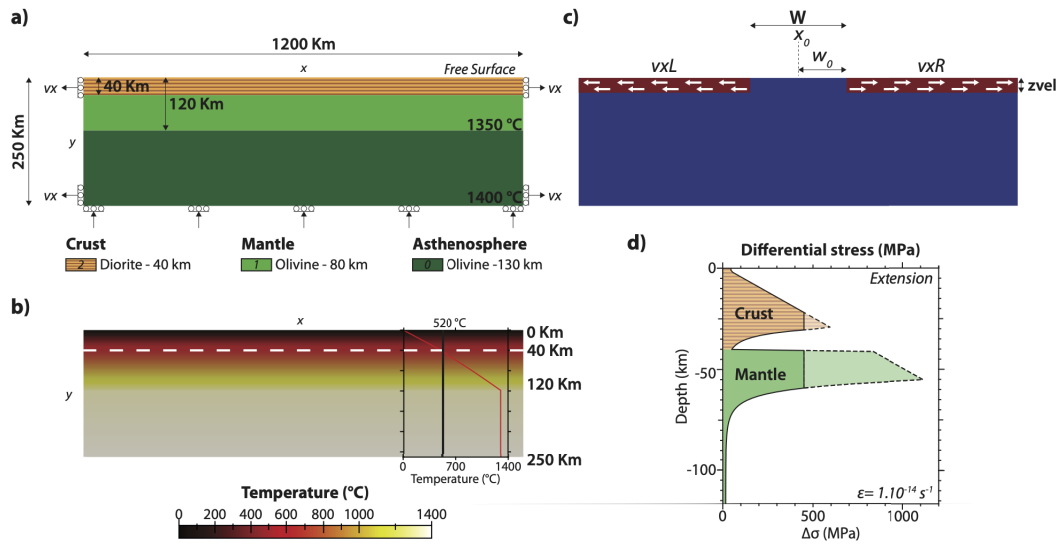 a)
1200 Km
x
Free Surface
vx
40 Km
vx
120 Km
250 Km
y
1350 °C
vx
1400 °C
vx
Crust
2 Diorite - 40 km
Mantle
1 Olivine - 80 km
Asthenosphere
0 Olivine -130 km
b)
x
520 °C
0 Km
40 Km
y
120 Km
250 Km
0 700 1400
Temperature (°C)
Temperature (°C)
0 200 400 600 800 1000 1200 1400
c)
W
x0
w0
vxL
vxR
zvel
d)
Differential stress (MPa)
0
Extension
Crust
-50
Mantle
Depth (km)
-100
ε= 1.10⁻¹⁴ s⁻¹
0 500 1000
Δσ (MPa)